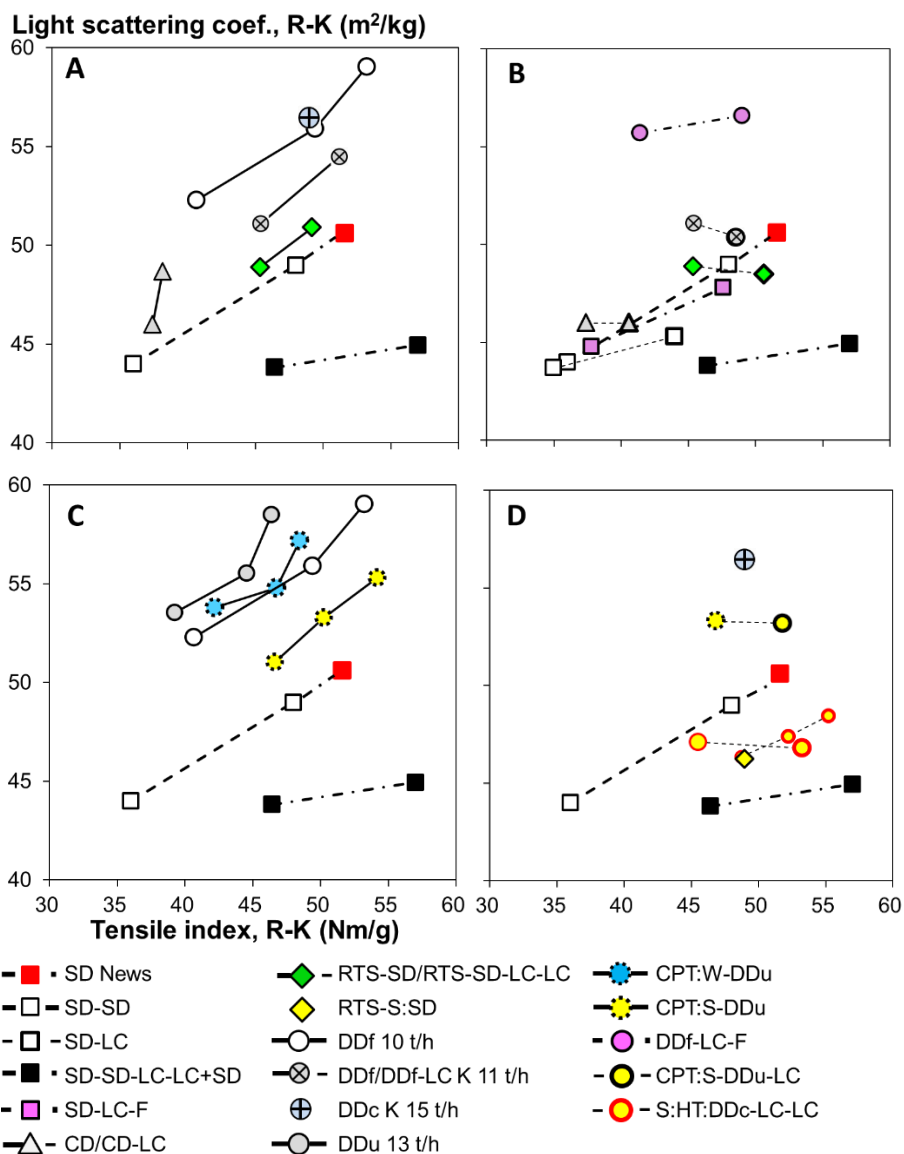 Light scattering coef., R-K (m²/kg)
60
A
B
55
50
45
40
60
C
D
55
50
45
40
30 35 40 45 50 55 60
30 35 40 45 50 55 60
Tensile index, R-K (Nm/g)
SD News
SD-SD
SD-LC
SD-SD-LC-LC+SD
SD-LC-F
CD/CD-LC
RTS-SD/RTS-SD-LC-LC
RTS-S:SD
DDf 10 t/h
DDf/DDf-LC K 11 t/h
DDc K 15 t/h
DDu 13 t/h
CPT:W-DDu
CPT:S-DDu
DDf-LC-F
CPT:S-DDu-LC
S:HT:DDc-LC-LC